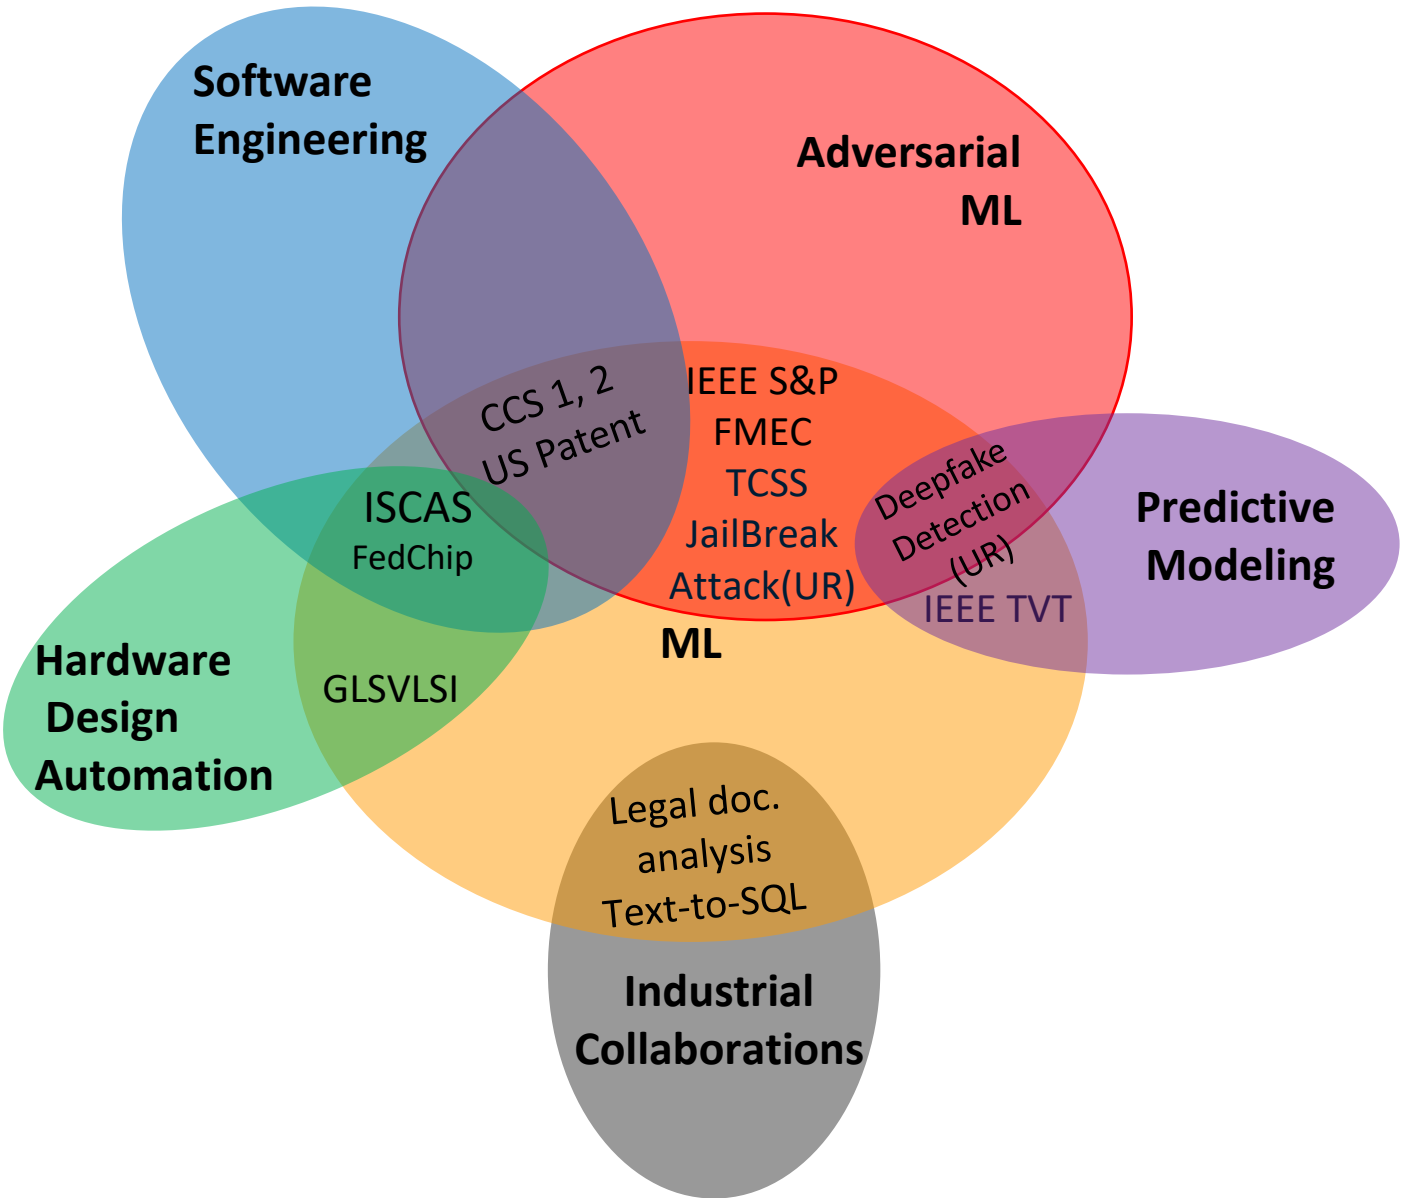 Software
Engineering
Adversarial
ML
CCS 1, 2
US Patent
IEEE S&P
FMEC
TCSS
JailBreak
Attack(UR)
Deepfake
Detection
(UR)
IEEE TVT
Predictive
Modeling
ISCAS
FedChip
ML
Hardware
Design
Automation
GLSVLSI
Legal doc.
analysis
Text-to-SQL
Industrial
Collaborations